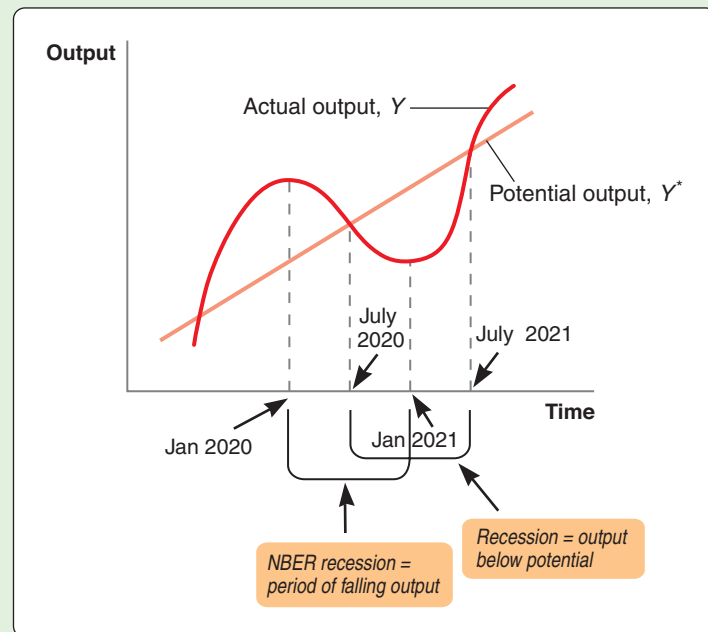 Output
Actual output, Y
Potential output, Y*
July
2020
July 2021
Time
Jan 2020
Jan 2021
NBER recession =
period of falling output
Recession = output
below potential